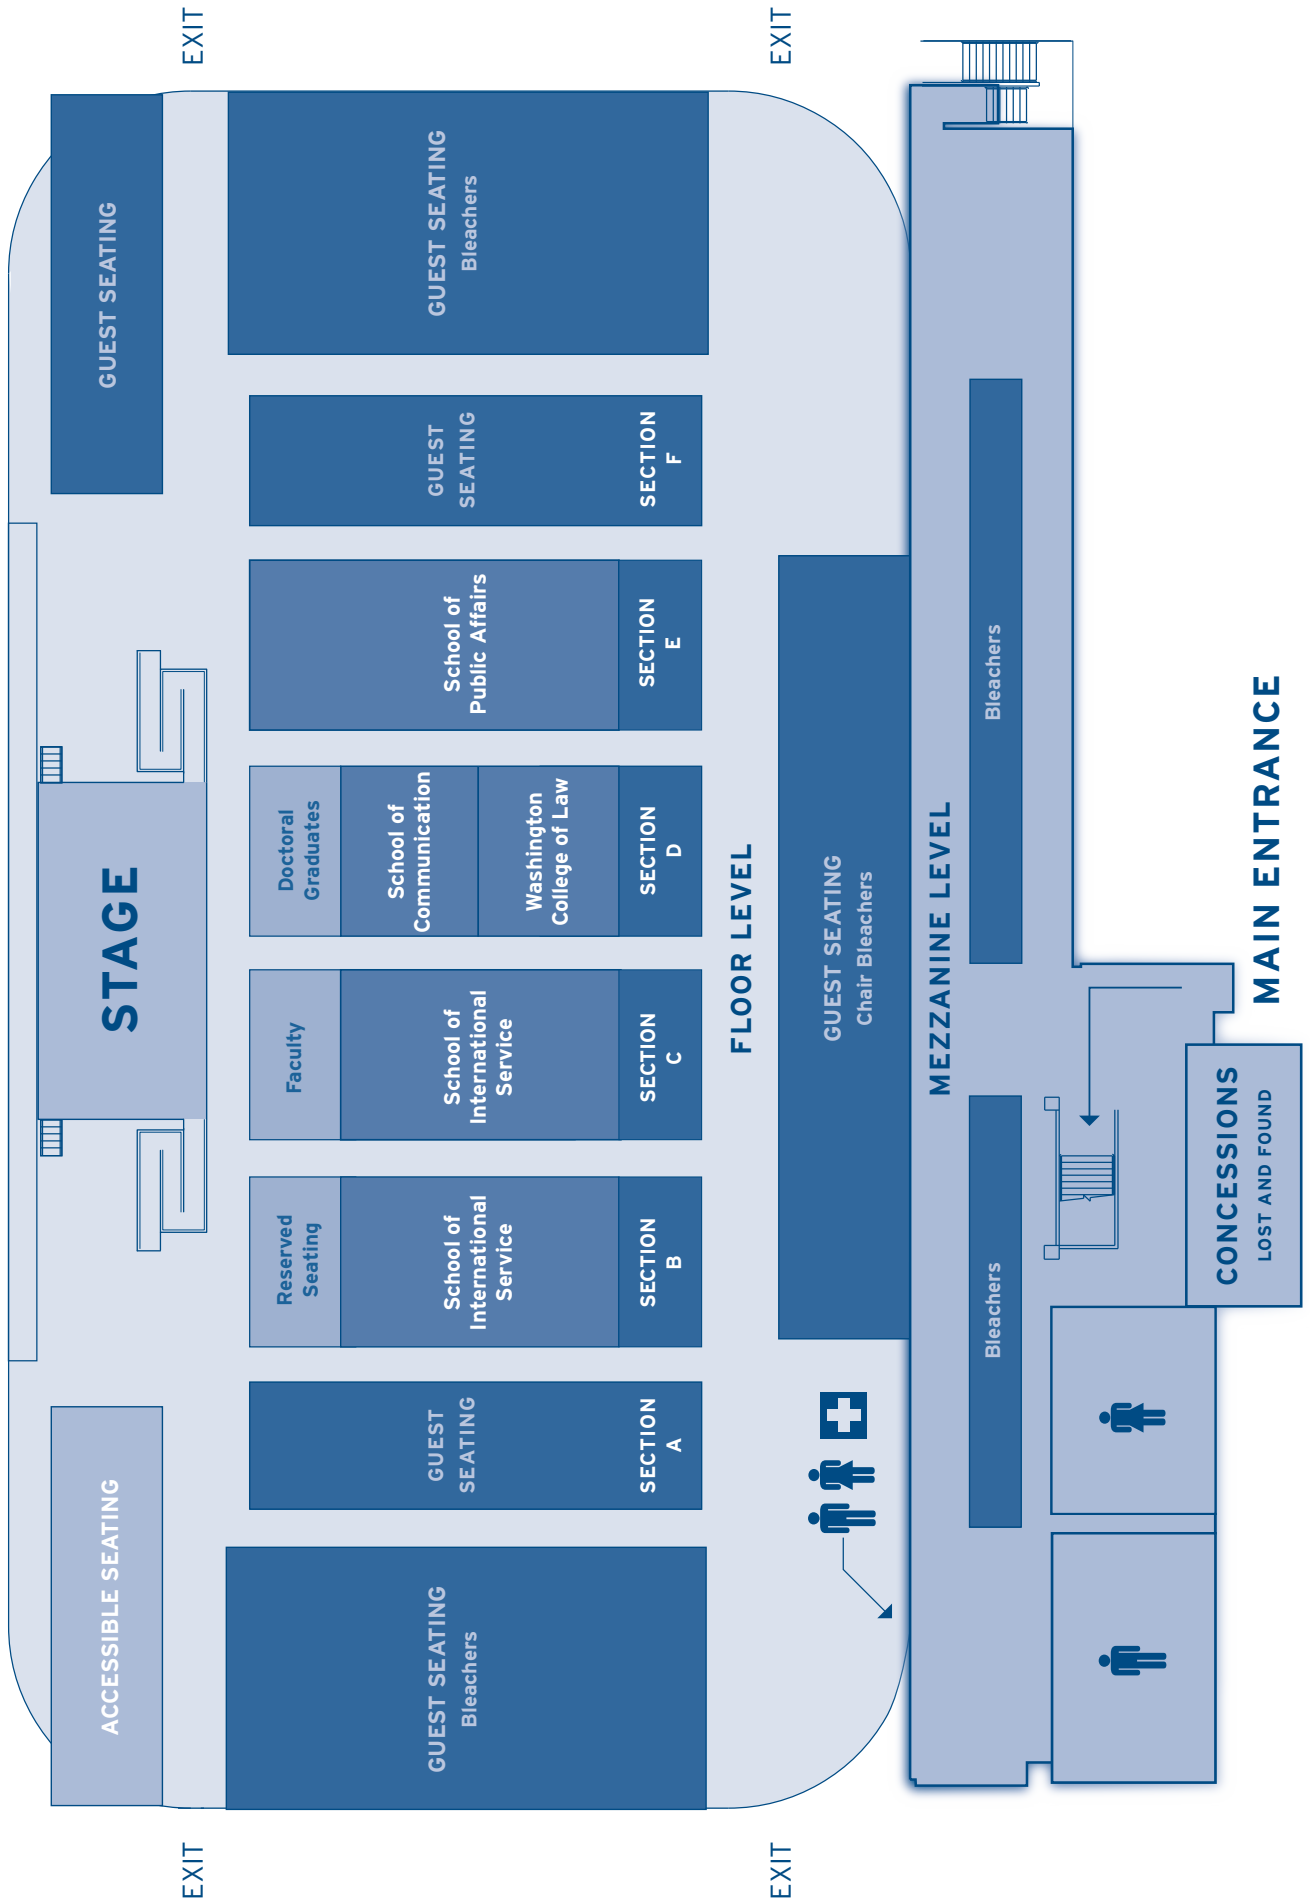 EXIT
EXIT
ACCESSIBLE SEATING
STAGE
GUEST SEATING
GUEST SEATING
Bleachers
GUEST
SEATING
SECTION
A
Reserved
Seating
School of
International
Service
SECTION
B
Faculty
School of
International
Service
SECTION
C
Doctoral
Graduates
School of
Communication
Washington
College of Law
SECTION
D
School of
Public Affairs
SECTION
E
GUEST
SEATING
SECTION
F
GUEST SEATING
Bleachers
FLOOR LEVEL
EXIT
EXIT
GUEST SEATING
Chair Bleachers
MEZZANINE LEVEL
Bleachers
Bleachers
CONCESSIONS
LOST AND FOUND
MAIN ENTRANCE